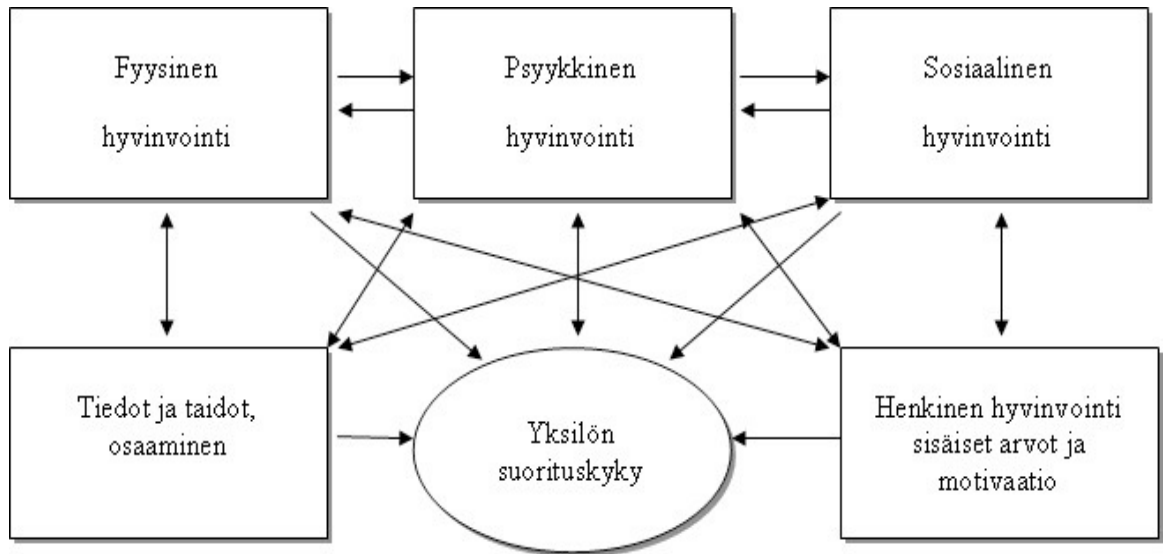 Fyysinen
hyvinvointi
Psyykkinen
hyvinvointi
Sosiaalinen
hyvinvointi
Tiedot ja taidot,
osaaminen
Yksilön
suorituskyky
Henkinen hyvinvointi
sisäiset arvot ja
motivaatio